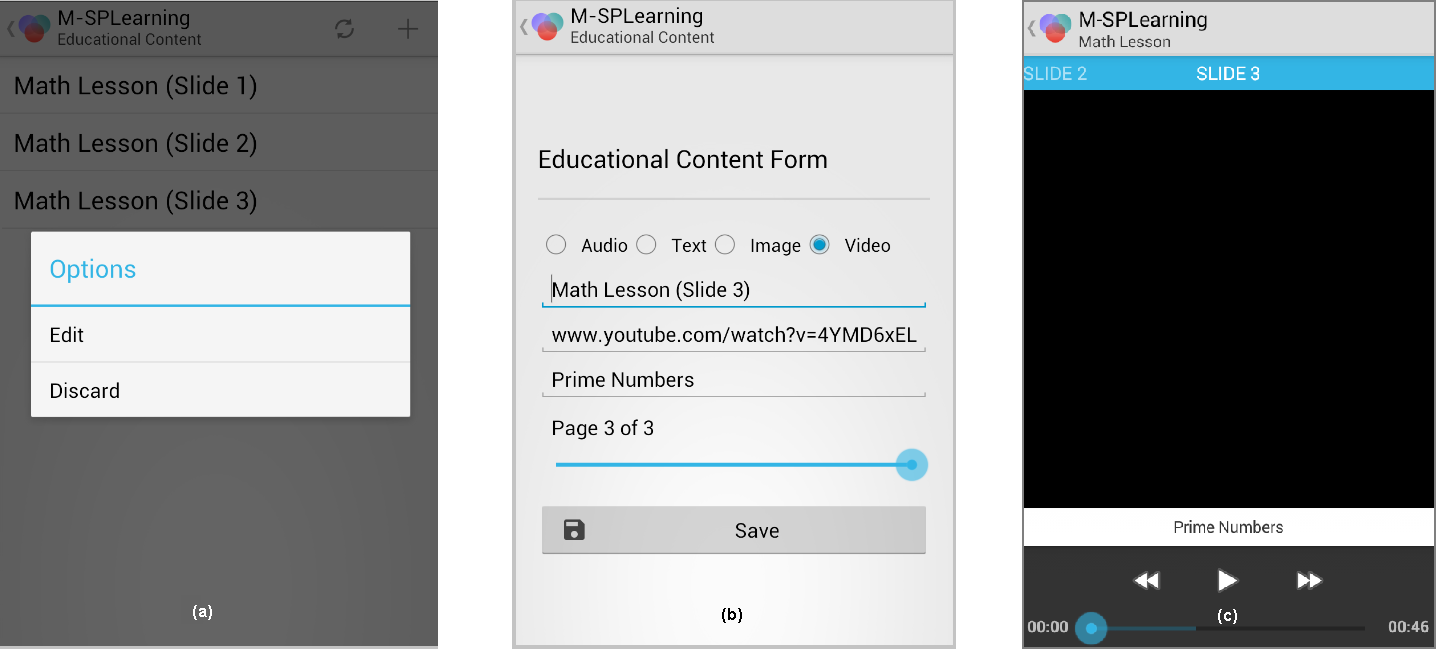 M-SPLearning
Educational Content
Math Lesson (Slide 1)
Math Lesson (Slide 2)
Math Lesson (Slide 3)
Options
Edit
Discard
(a)
M-SPLearning
Educational Content
Educational Content Form
Audio Text Image Video
Math Lesson (Slide 3)
www.youtube.com/watch?v=4YMD6xEL
Prime Numbers
Page 3 of 3
Save
(b)
M-SPLearning
Math Lesson
SLIDE 2 SLIDE 3
Prime Numbers
(c)
00:00 00:46